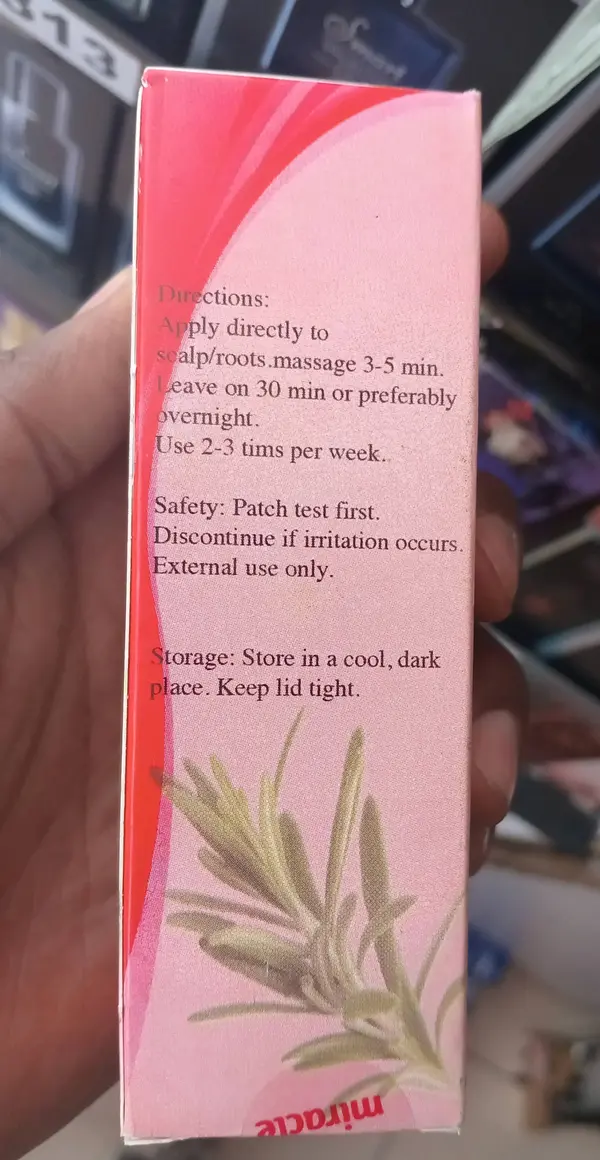 313
Smart
Directions:
Apply directly to
scalp/roots.massage 3-5 min.
Leave on 30 min or preferably
overnight.
Use 2-3 tims per week.
Safety: Patch test first.
Discontinue if irritation occurs.
External use only.
Storage: Store in a cool, dark
place. Keep lid tight.
miracle